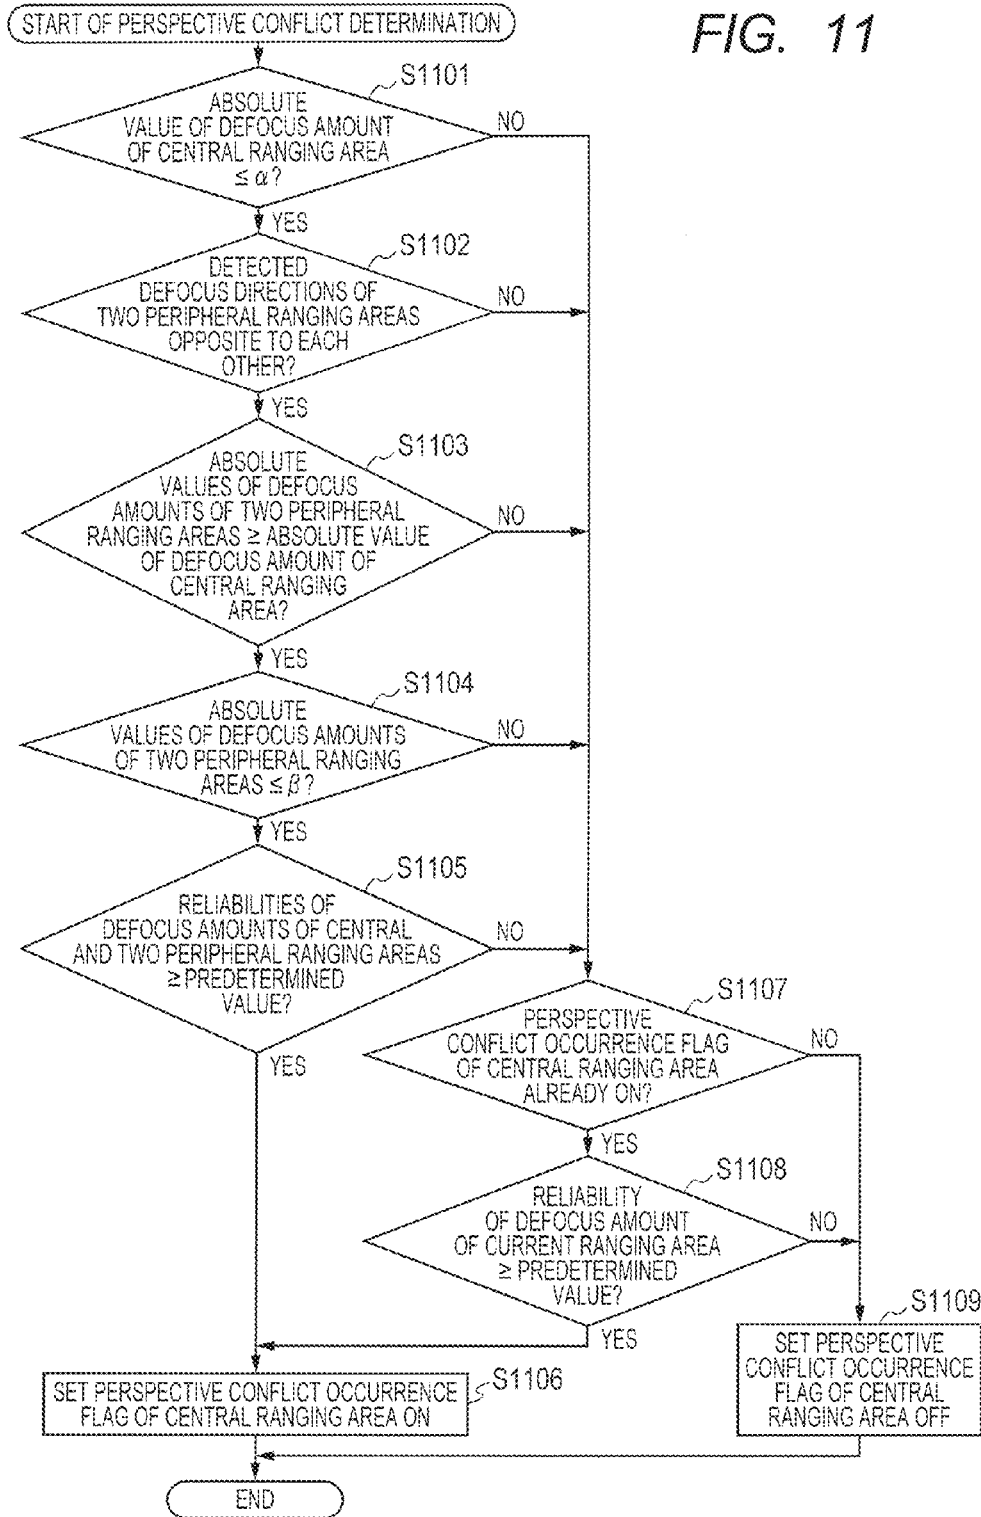 START OF PERSPECTIVE CONFLICT DETERMINATION
FIG. 11
S1101
ABSOLUTE
VALUE OF DEFOCUS AMOUNT
OF CENTRAL RANGING AREA
≤ α?
NO
YES
S1102
DETECTED
DEFOCUS DIRECTIONS OF
TWO PERIPHERAL RANGING AREAS
OPPOSITE TO EACH
OTHER?
NO
YES
S1103
ABSOLUTE
VALUES OF DEFOCUS
AMOUNTS OF TWO PERIPHERAL
RANGING AREAS ≥ ABSOLUTE VALUE
OF DEFOCUS AMOUNT OF
CENTRAL RANGING
AREA?
NO
YES
S1104
ABSOLUTE
VALUES OF DEFOCUS AMOUNTS
OF TWO PERIPHERAL RANGING
AREAS ≤ β?
NO
YES
S1105
RELIABILITIES OF
DEFOCUS AMOUNTS OF CENTRAL
AND TWO PERIPHERAL RANGING AREAS
≥ PREDETERMINED
VALUE?
NO
YES
S1107
PERSPECTIVE
CONFLICT OCCURRENCE FLAG
OF CENTRAL RANGING AREA
ALREADY ON?
NO
YES
S1108
RELIABILITY
OF DEFOCUS AMOUNT
OF CURRENT RANGING AREA
≥ PREDETERMINED
VALUE?
NO
YES
S1109
SET PERSPECTIVE
CONFLICT OCCURRENCE
FLAG OF CENTRAL
RANGING AREA OFF
S1106
SET PERSPECTIVE CONFLICT OCCURRENCE
FLAG OF CENTRAL RANGING AREA ON
END